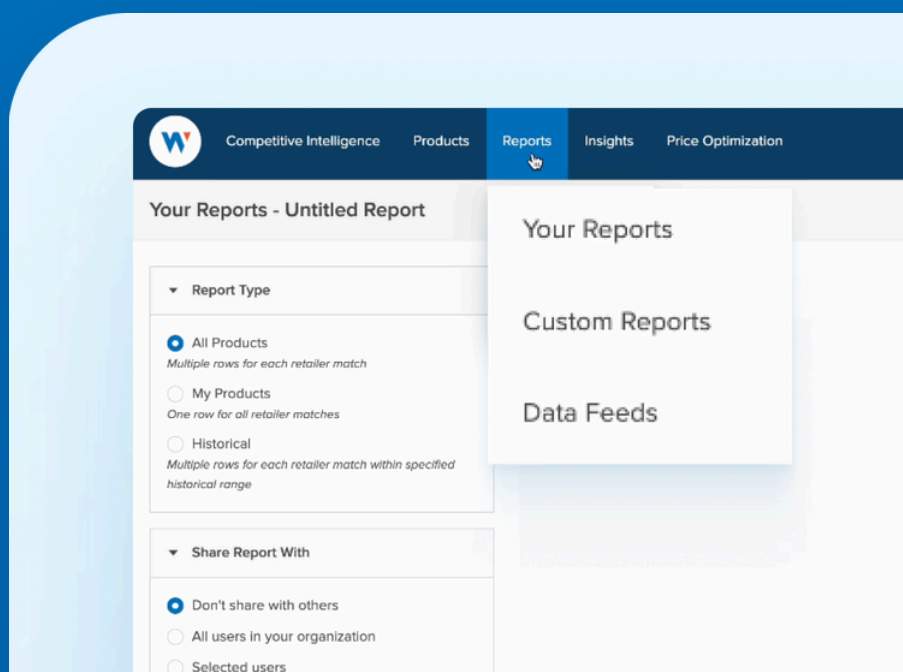 W
Competitive Intelligence Products Reports Insights Price Optimization
Your Reports - Untitled Report
Your Reports
Custom Reports
Data Feeds
Report Type
All Products
Multiple rows for each retailer match
My Products
One row for all retailer matches
Historical
Multiple rows for each retailer match within specified
historical range
Share Report With
Don't share with others
All users in your organization
Selected users